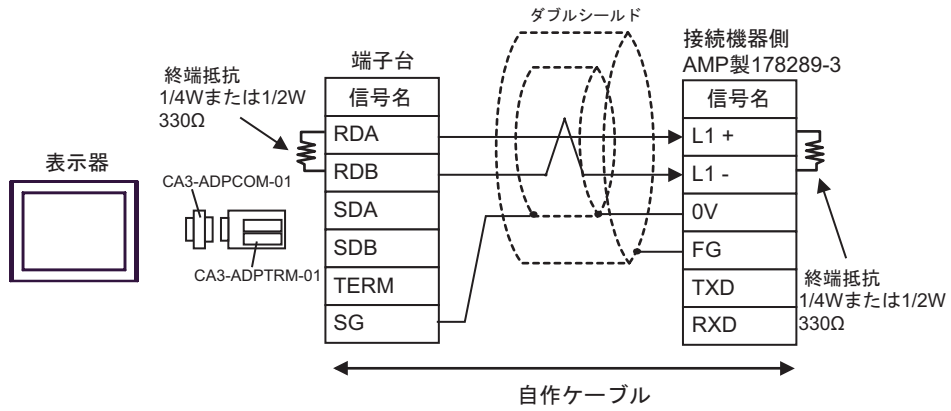 ダブルシールド
接続機器側
AMP製178289-3
端子台
終端抵抗
1/4Wまたは1/2W
330Ω
信号名
信号名
RDA
L1 +
表示器
RDB
L1 -
CA3-ADPCOM-01
SDA
0V
SDB
FG
CA3-ADPTRM-01
TERM
TXD
終端抵抗
1/4Wまたは1/2W
330Ω
SG
RXD
自作ケーブル